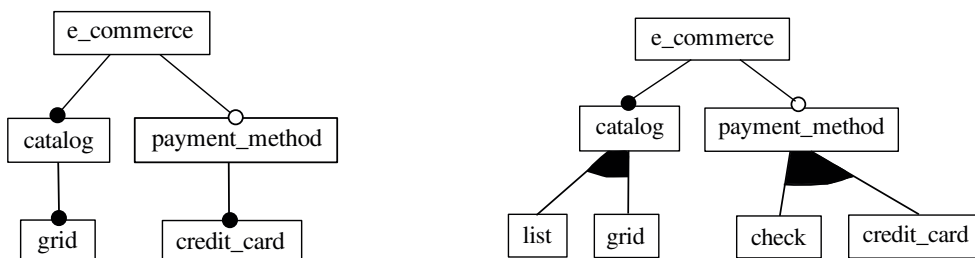 e_commerce
catalog
payment_method
grid
credit_card
e_commerce
catalog
payment_method
list
grid
check
credit_card